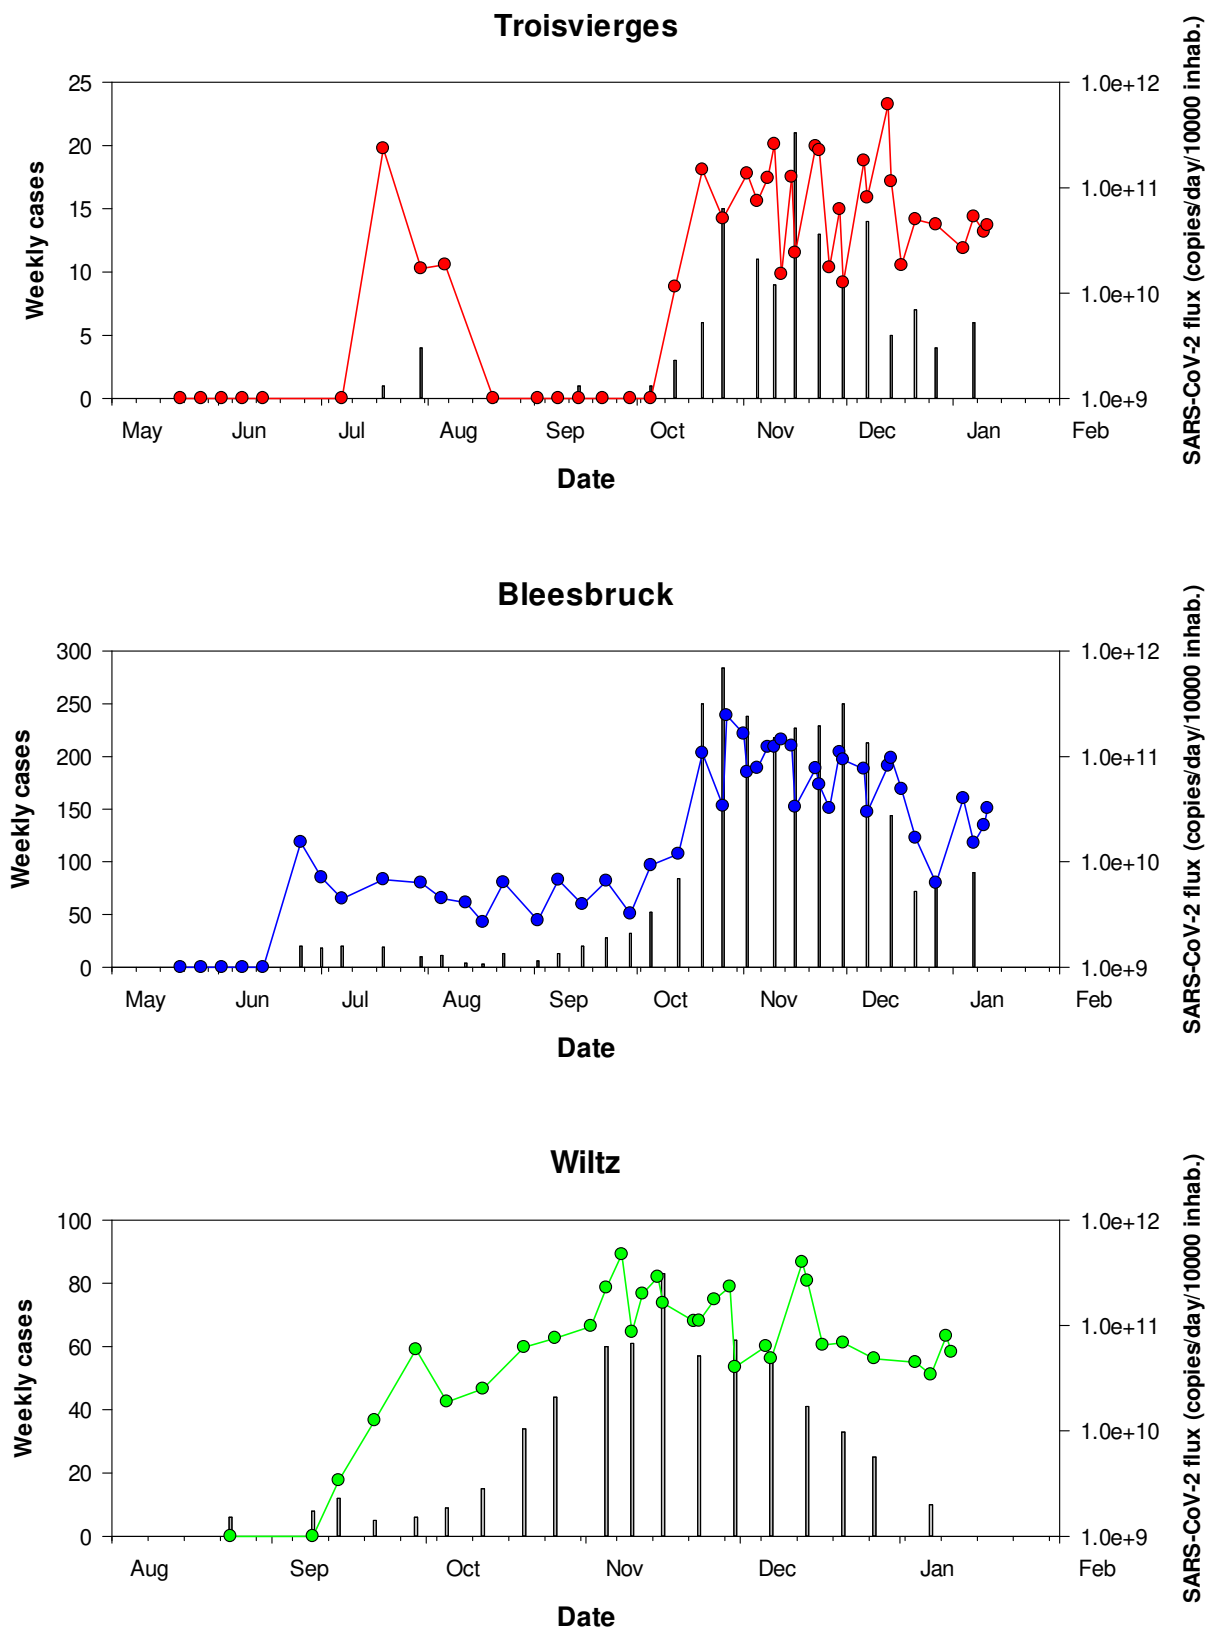 Troisvierges
25
20
15
10
5
0
Weekly cases
1.0e+12
1.0e+11
1.0e+10
1.0e+9
SARS-CoV-2 flux (copies/day/10000 inhab.)
May Jun Jul Aug Sep Oct Nov Dec Jan Feb
Date
Bleesbruck
300
250
200
150
100
50
0
Weekly cases
1.0e+12
1.0e+11
1.0e+10
1.0e+9
SARS-CoV-2 flux (copies/day/10000 inhab.)
May Jun Jul Aug Sep Oct Nov Dec Jan Feb
Date
Wiltz
100
80
60
40
20
0
Weekly cases
1.0e+12
1.0e+11
1.0e+10
1.0e+9
SARS-CoV-2 flux (copies/day/10000 inhab.)
Aug Sep Oct Nov Dec Jan Feb
Date